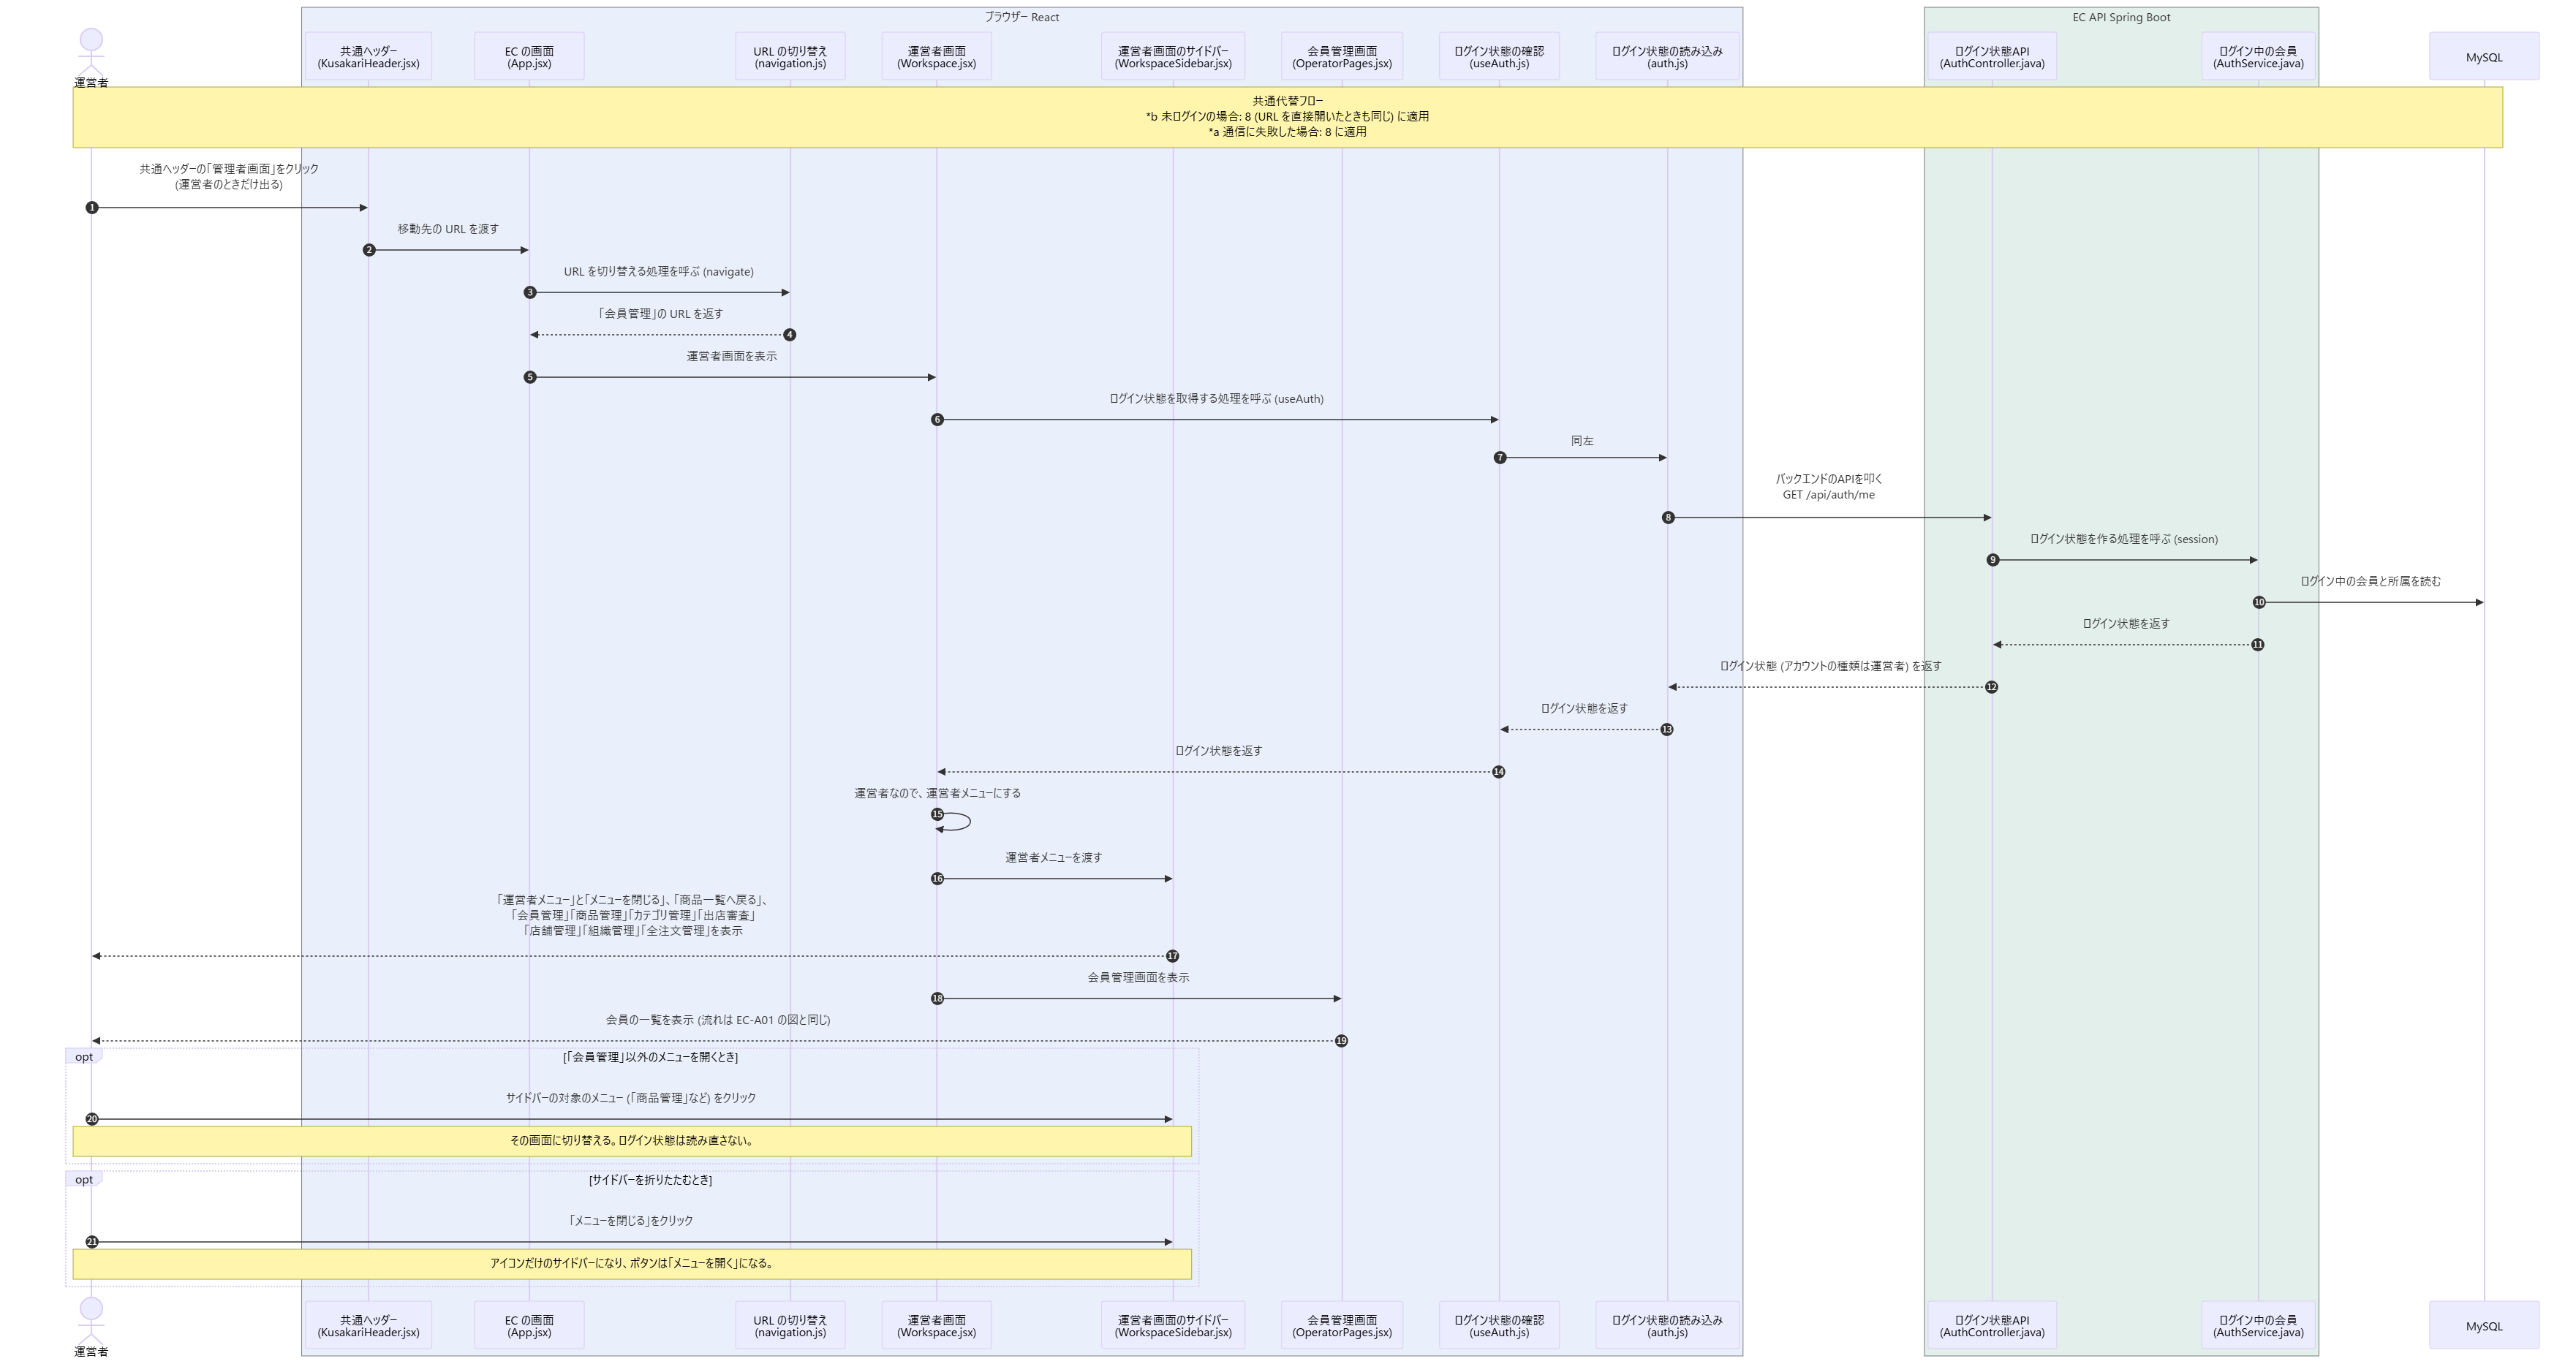 ブラウザー React
EC API Spring Boot
運営者
共通ヘッダー
(KusakariHeader.jsx)
EC の画面
(App.jsx)
URL の切り替え
(navigation.js)
運営者画面
(Workspace.jsx)
運営者画面のサイドバー
(WorkspaceSidebar.jsx)
会員管理画面
(OperatorPages.jsx)
ログイン状態の確認
(useAuth.js)
ログイン状態の読み込み
(auth.js)
ログイン状態API
(AuthController.java)
ログイン中の会員
(AuthService.java)
MySQL
共通代替フロー
*b 未ログインの場合: 8 (URL を直接開いたときも同じ) に適用
*a 通信に失敗した場合: 8 に適用
共通ヘッダーの「管理者画面」をクリック
(運営者のときだけ出る)
1
移動先の URL を渡す
2
URL を切り替える処理を呼ぶ (navigate)
3
「会員管理」の URL を返す
4
運営者画面を表示
5
ログイン状態を取得する処理を呼ぶ (useAuth)
6
同左
7
バックエンドのAPIを叩く
GET /api/auth/me
8
ログイン状態を作る処理を呼ぶ (session)
9
ログイン中の会員と所属を読む
10
ログイン状態を返す
11
ログイン状態 (アカウントの種類は運営者) を返す
12
ログイン状態を返す
13
ログイン状態を返す
14
運営者なので、運営者メニューにする
15
運営者メニューを渡す
16
「運営者メニュー」と「メニューを閉じる」、「商品一覧へ戻る」、
「会員管理」「商品管理」「カテゴリ管理」「出店審査」
「店舗管理」「組織管理」「全注文管理」を表示
17
会員管理画面を表示
18
会員の一覧を表示 (流れは EC-A01 の図と同じ)
19
opt
[「会員管理」以外のメニューを開くとき]
サイドバーの対象のメニュー (「商品管理」など) をクリック
20
その画面に切り替える。ログイン状態は読み直さない。
opt
[サイドバーを折りたたむとき]
「メニューを閉じる」をクリック
21
アイコンだけのサイドバーになり、ボタンは「メニューを開く」になる。
運営者
共通ヘッダー
(KusakariHeader.jsx)
EC の画面
(App.jsx)
URL の切り替え
(navigation.js)
運営者画面
(Workspace.jsx)
運営者画面のサイドバー
(WorkspaceSidebar.jsx)
会員管理画面
(OperatorPages.jsx)
ログイン状態の確認
(useAuth.js)
ログイン状態の読み込み
(auth.js)
ログイン状態API
(AuthController.java)
ログイン中の会員
(AuthService.java)
MySQL